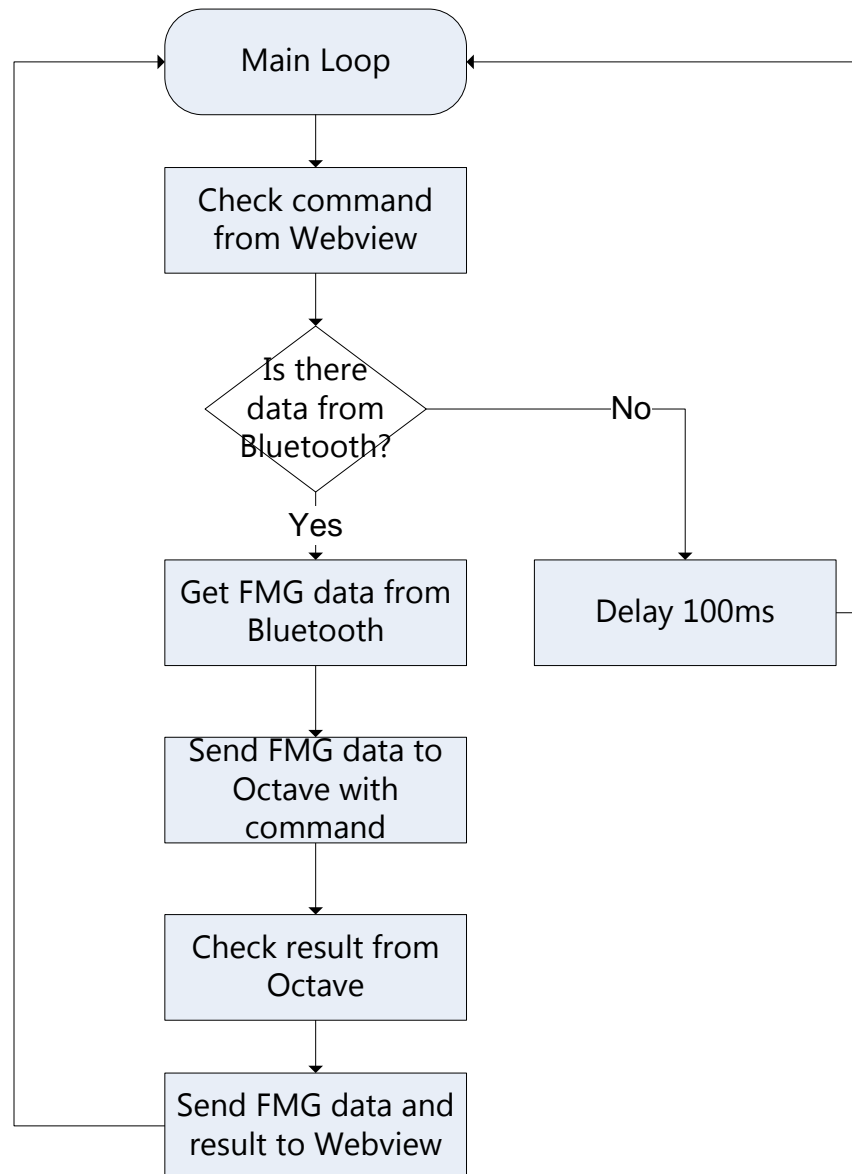 Main Loop
Check command
from Webview
Is there
data from
Bluetooth?
No
Yes
Get FMG data from
Bluetooth
Delay 100ms
Send FMG data to
Octave with
command
Check result from
Octave
Send FMG data and
result to Webview